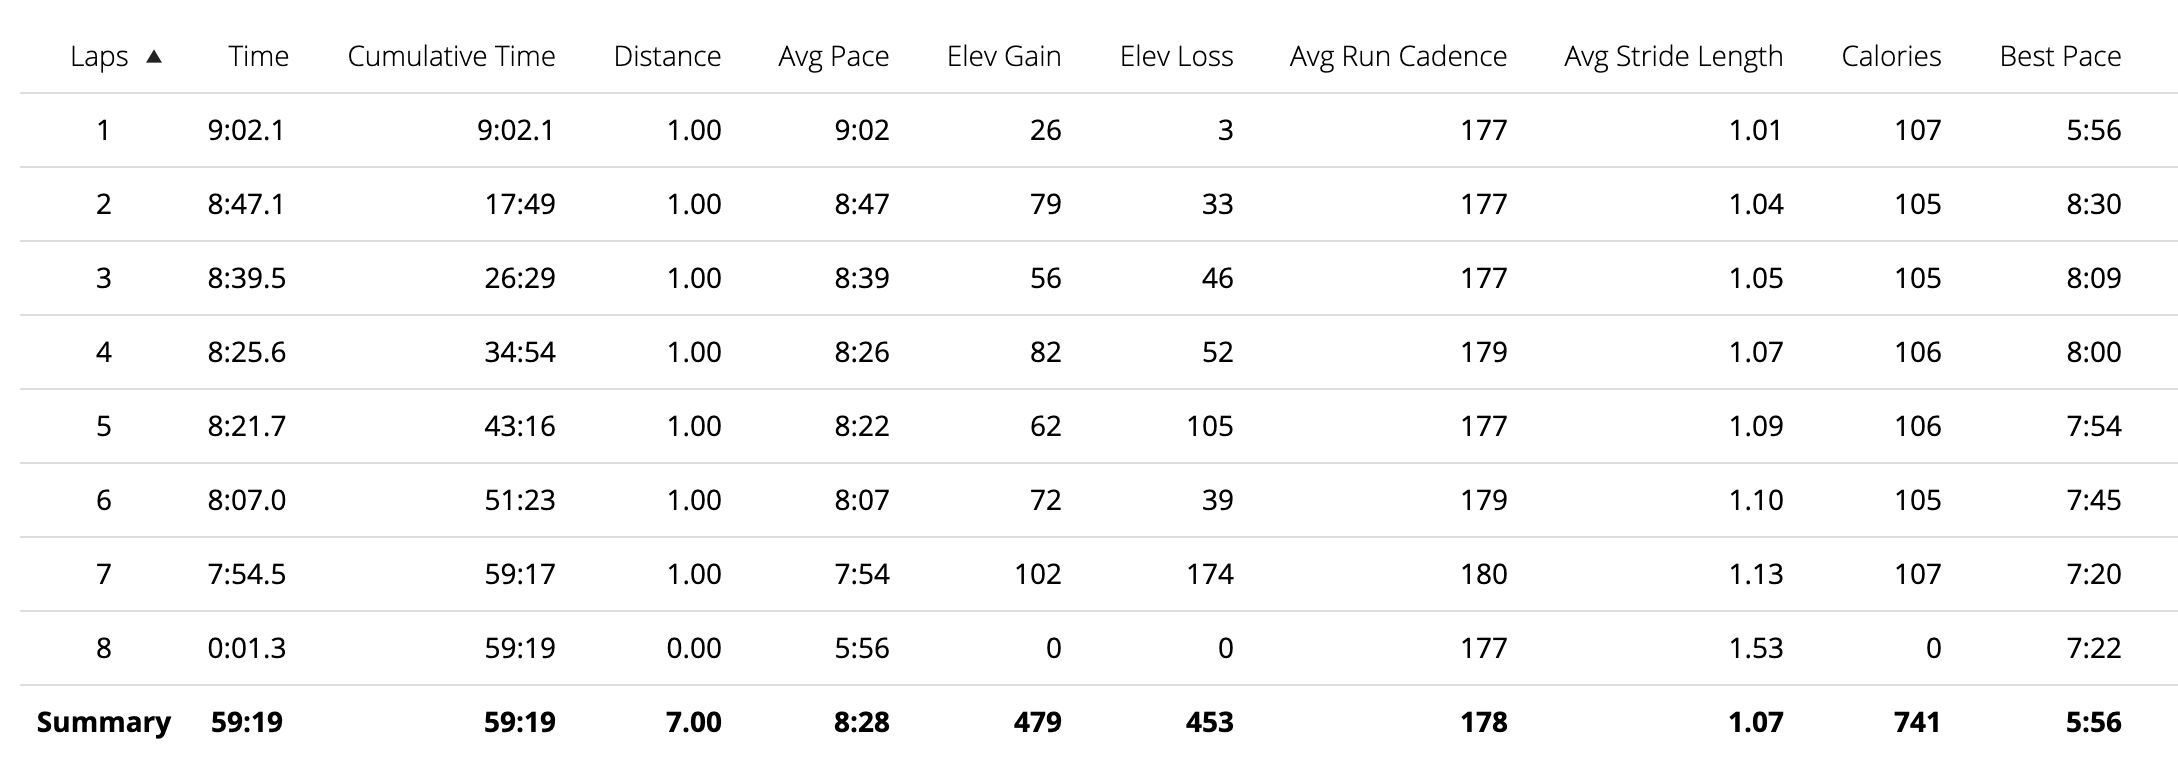 Laps ▲ Time Cumulative Time Distance Avg Pace Elev Gain Elev Loss Avg Run Cadence Avg Stride Length Calories Best Pace
1 9:02.1 9:02.1 1.00 9:02 26 3 177 1.01 107 5:56
2 8:47.1 17:49 1.00 8:47 79 33 177 1.04 105 8:30
3 8:39.5 26:29 1.00 8:39 56 46 177 1.05 105 8:09
4 8:25.6 34:54 1.00 8:26 82 52 179 1.07 106 8:00
5 8:21.7 43:16 1.00 8:22 62 105 177 1.09 106 7:54
6 8:07.0 51:23 1.00 8:07 72 39 179 1.10 105 7:45
7 7:54.5 59:17 1.00 7:54 102 174 180 1.13 107 7:20
8 0:01.3 59:19 0.00 5:56 0 0 177 1.53 0 7:22
Summary 59:19 59:19 7.00 8:28 479 453 178 1.07 741 5:56